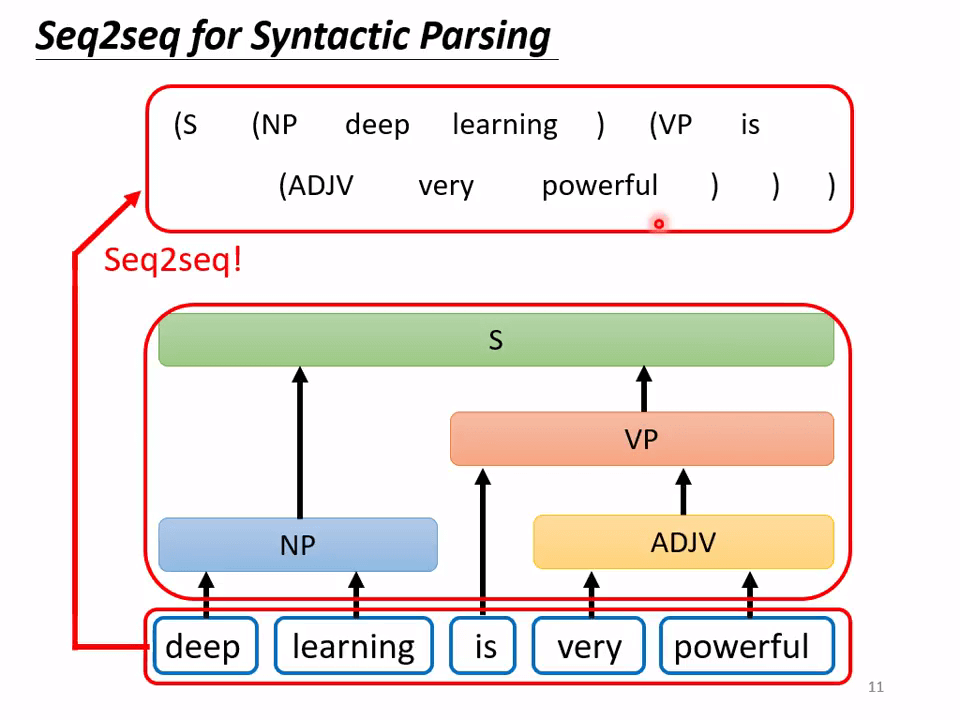 Seq2seq for Syntactic Parsing
(S (NP deep learning ) (VP is
(ADJV very powerful ) ) )
Seq2seq!
S
VP
NP ADJV
deep learning is very powerful
11